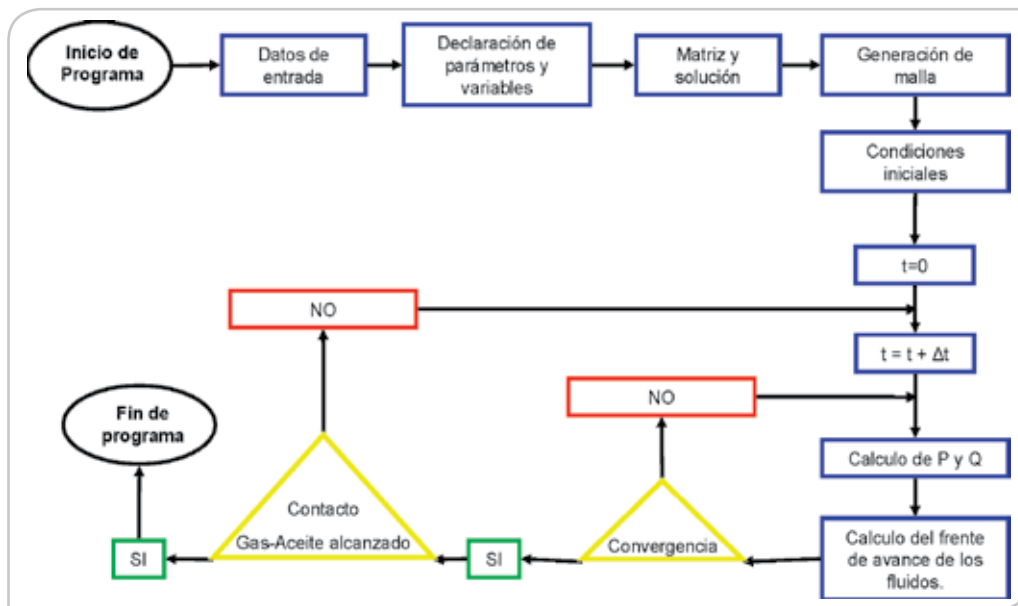 Inicio de
Programa
Datos de
entrada
Declaración de
parámetros y
variables
Matriz y
solución
Generación de
malla
Condiciones
iniciales
t=0
NO
t = t + Δt
NO
Fin de
programa
Calculo de P y Q
Contacto
Gas-Aceite alcanzado
Convergencia
Calculo del frente
de avance de los
fluidos.
SI
SI